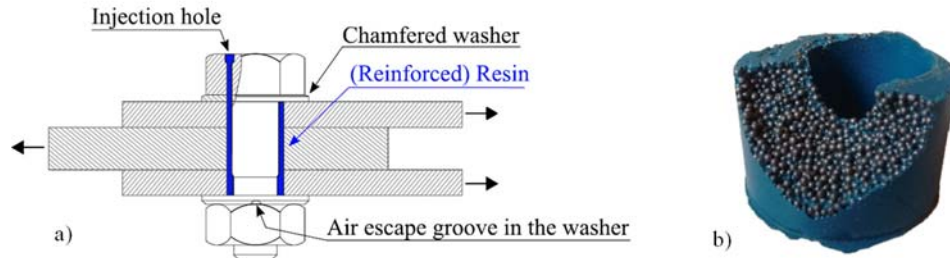 Injection hole
Chamfered washer
(Reinforced) Resin
Air escape groove in the washer
a)
b)